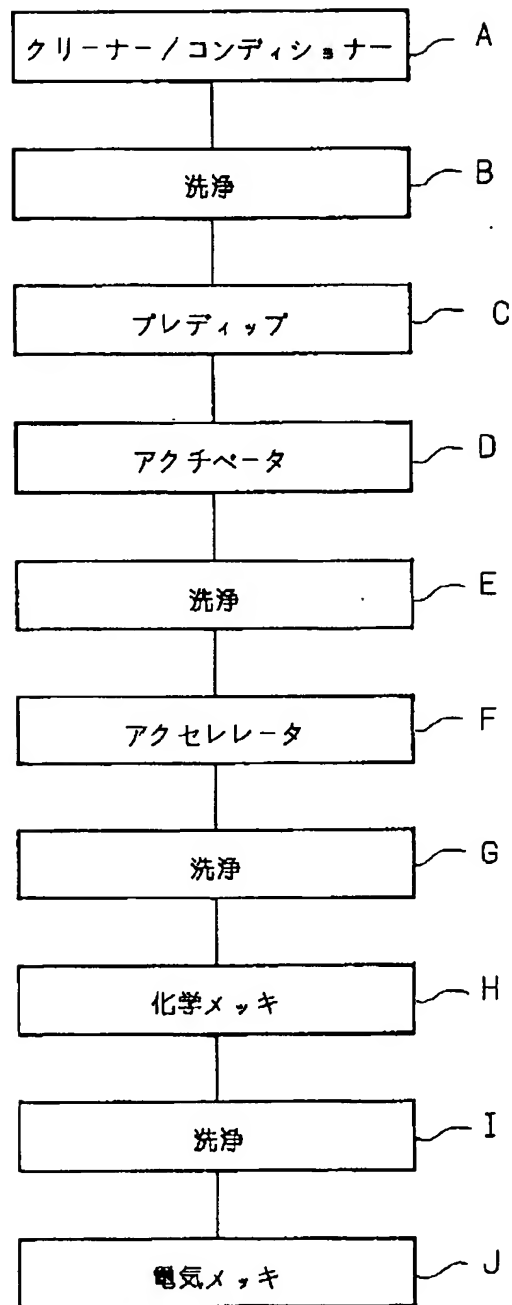 クリーナー/コンディショナー A
洗浄 B
プレディップ C
アクチベータ D
洗浄 E
アクセレレータ F
洗浄 G
化学メッキ H
洗浄 I
電気メッキ J